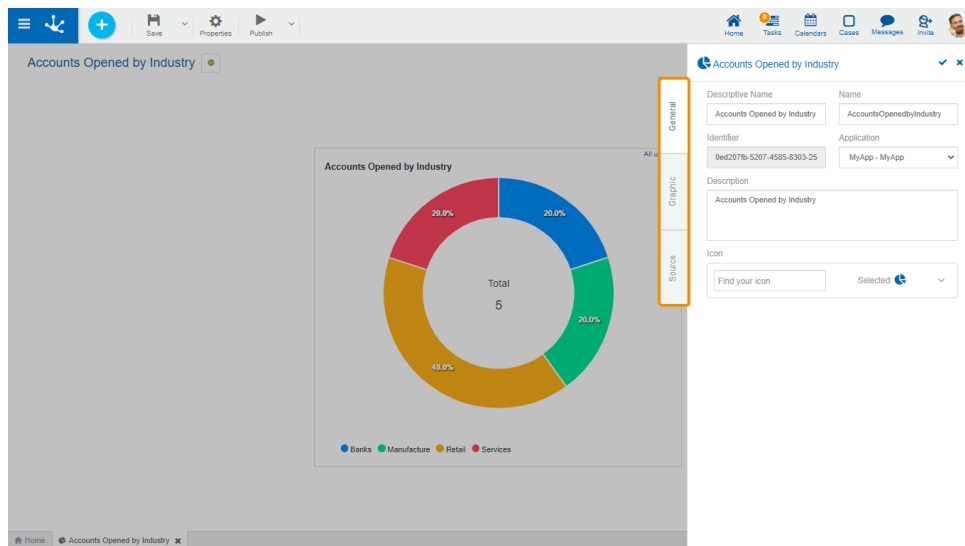 Save
Properties
Publish
Home
9
Tasks
Calendars
Cases
Messages
Invite
Accounts Opened by Industry
Accounts Opened by Industry
All u
20.0%
20.0%
20.0%
40.0%
Total
5
Banks Manufacture Retail Services
General
Graphic
Source
Accounts Opened by Industry
Descriptive Name Name
Accounts Opened by Industry AccountsOpenedbyIndustry
Identifier Application
0ed207fb-5207-4585-8303-25 MyApp - MyApp
Description
Accounts Opened by Industry
Icon
Find your icon Selected:
Home Accounts Opened by Industry